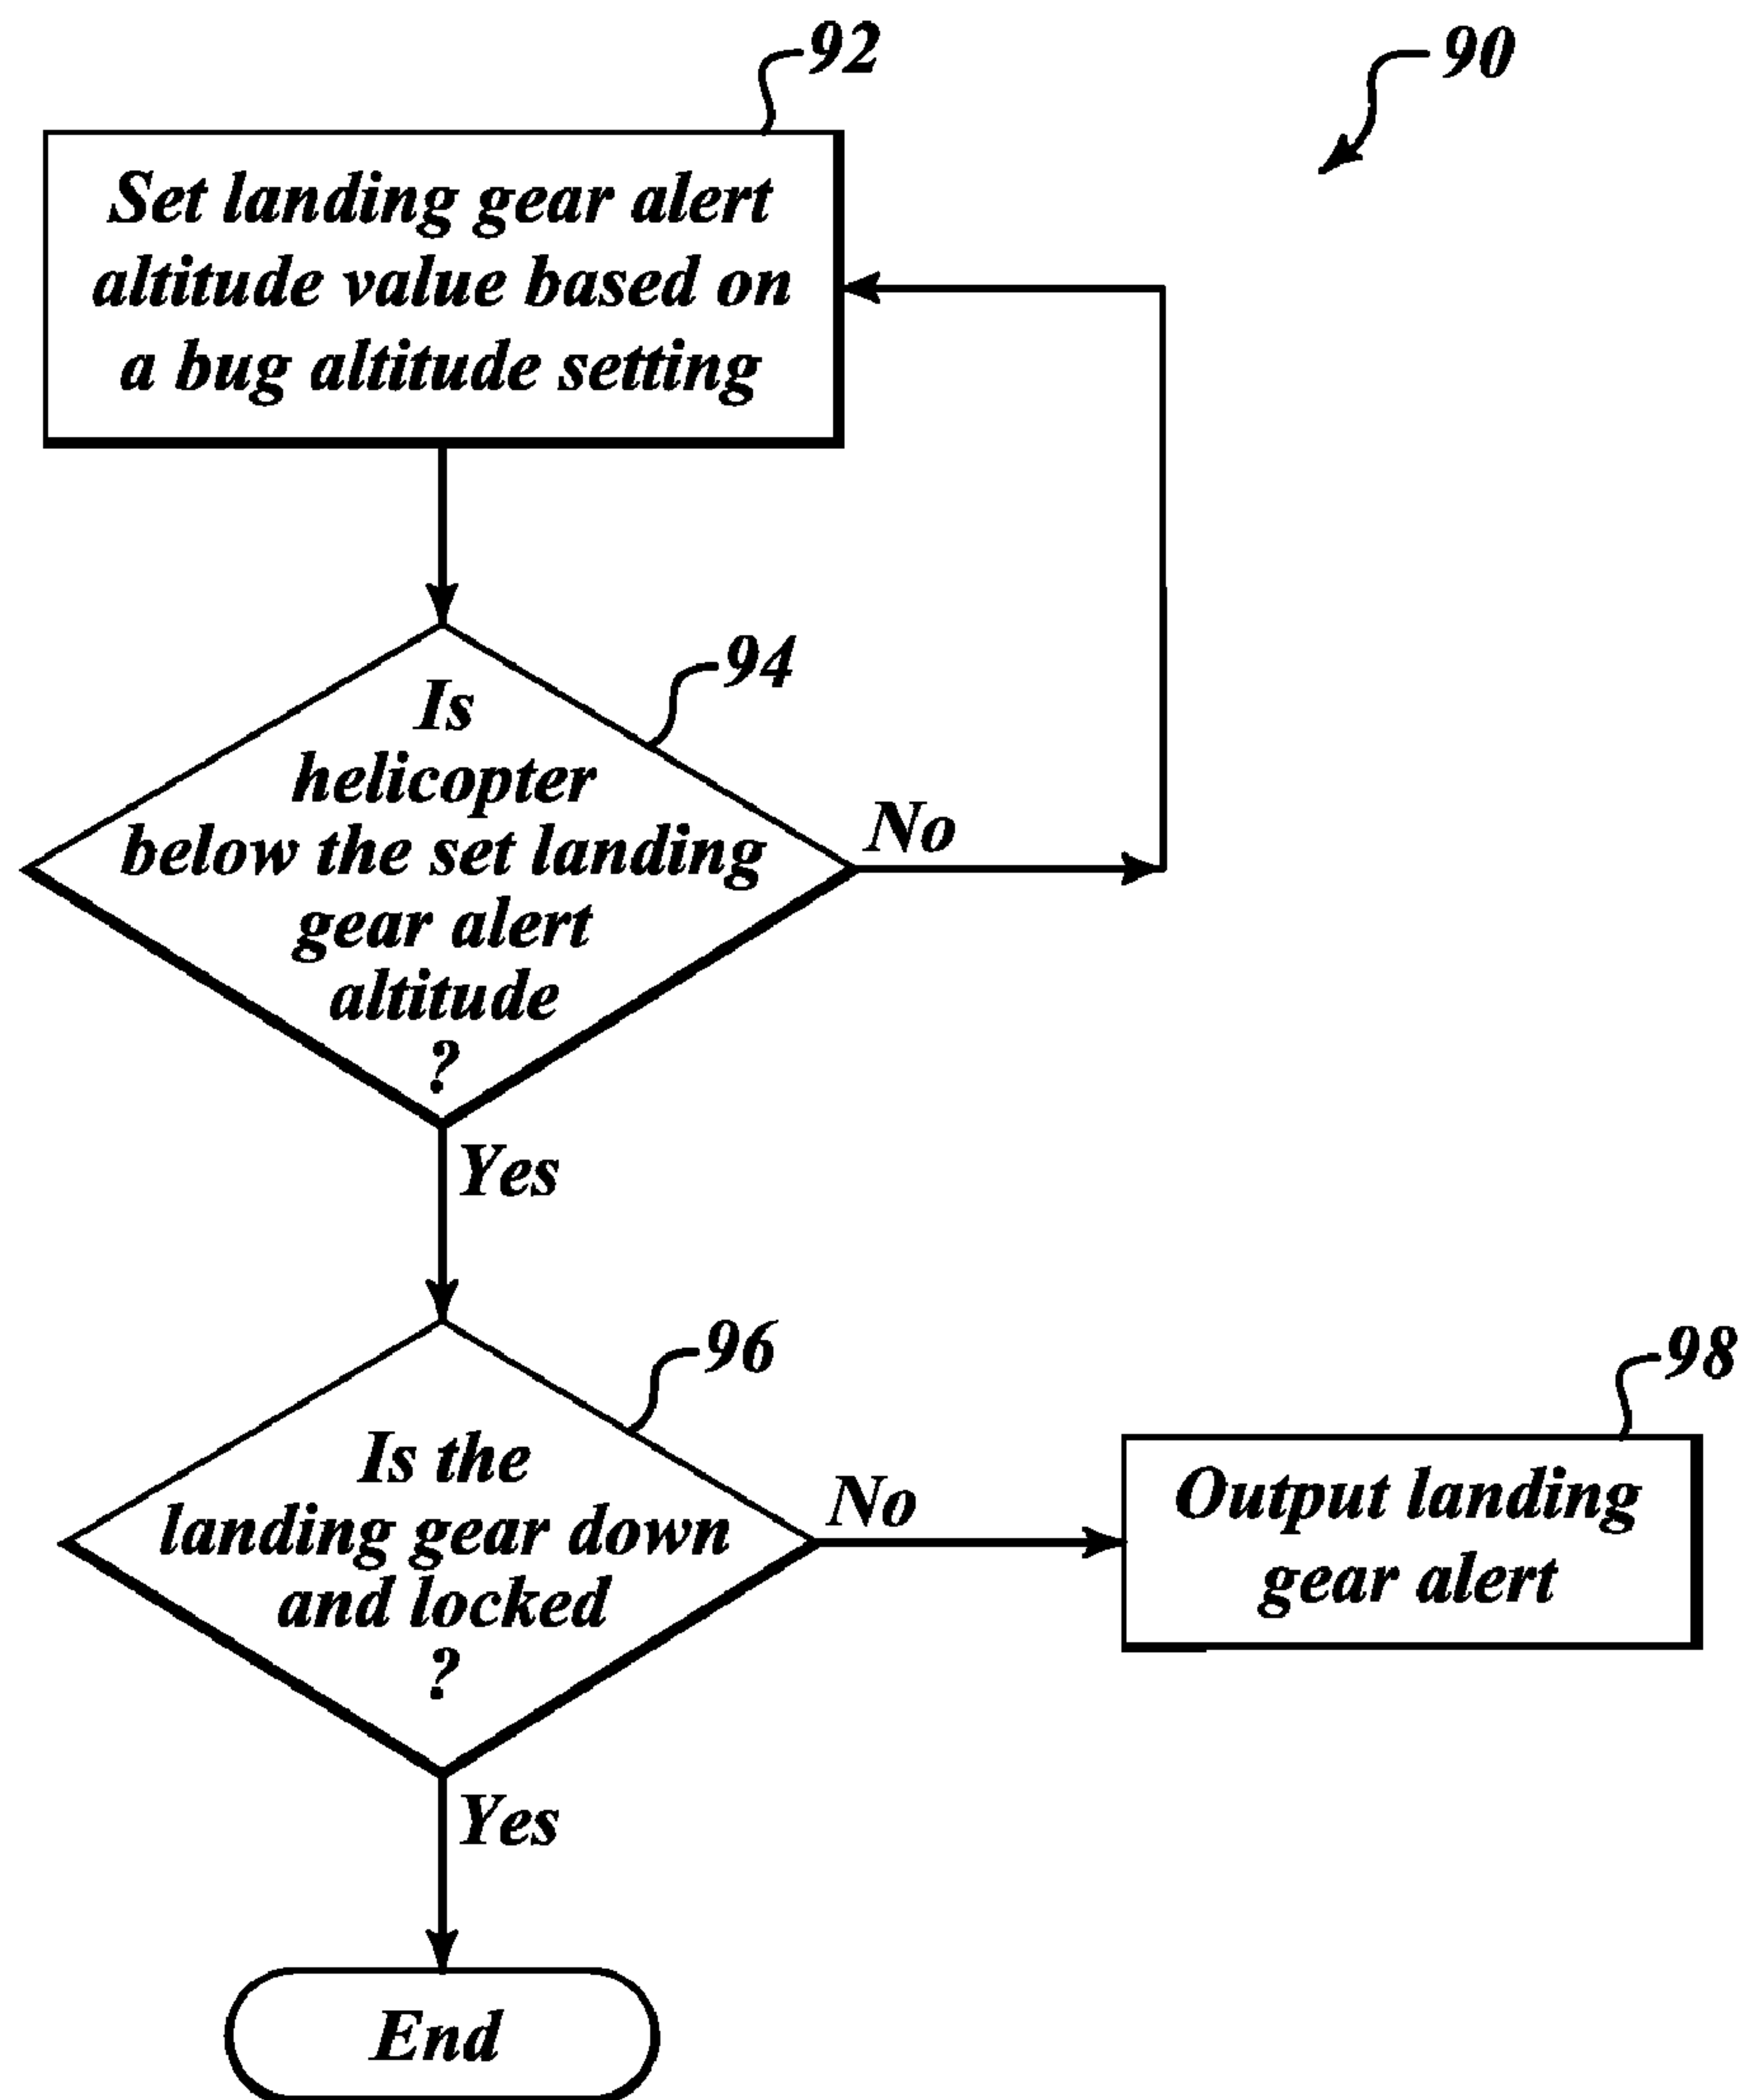 92
90
Set landing gear alert
altitude value based on
a bug altitude setting
94
Is
helicopter
below the set landing
gear alert
altitude
?
No
Yes
96
98
Is the
landing gear down
and locked
?
No
Output landing
gear alert
Yes
End